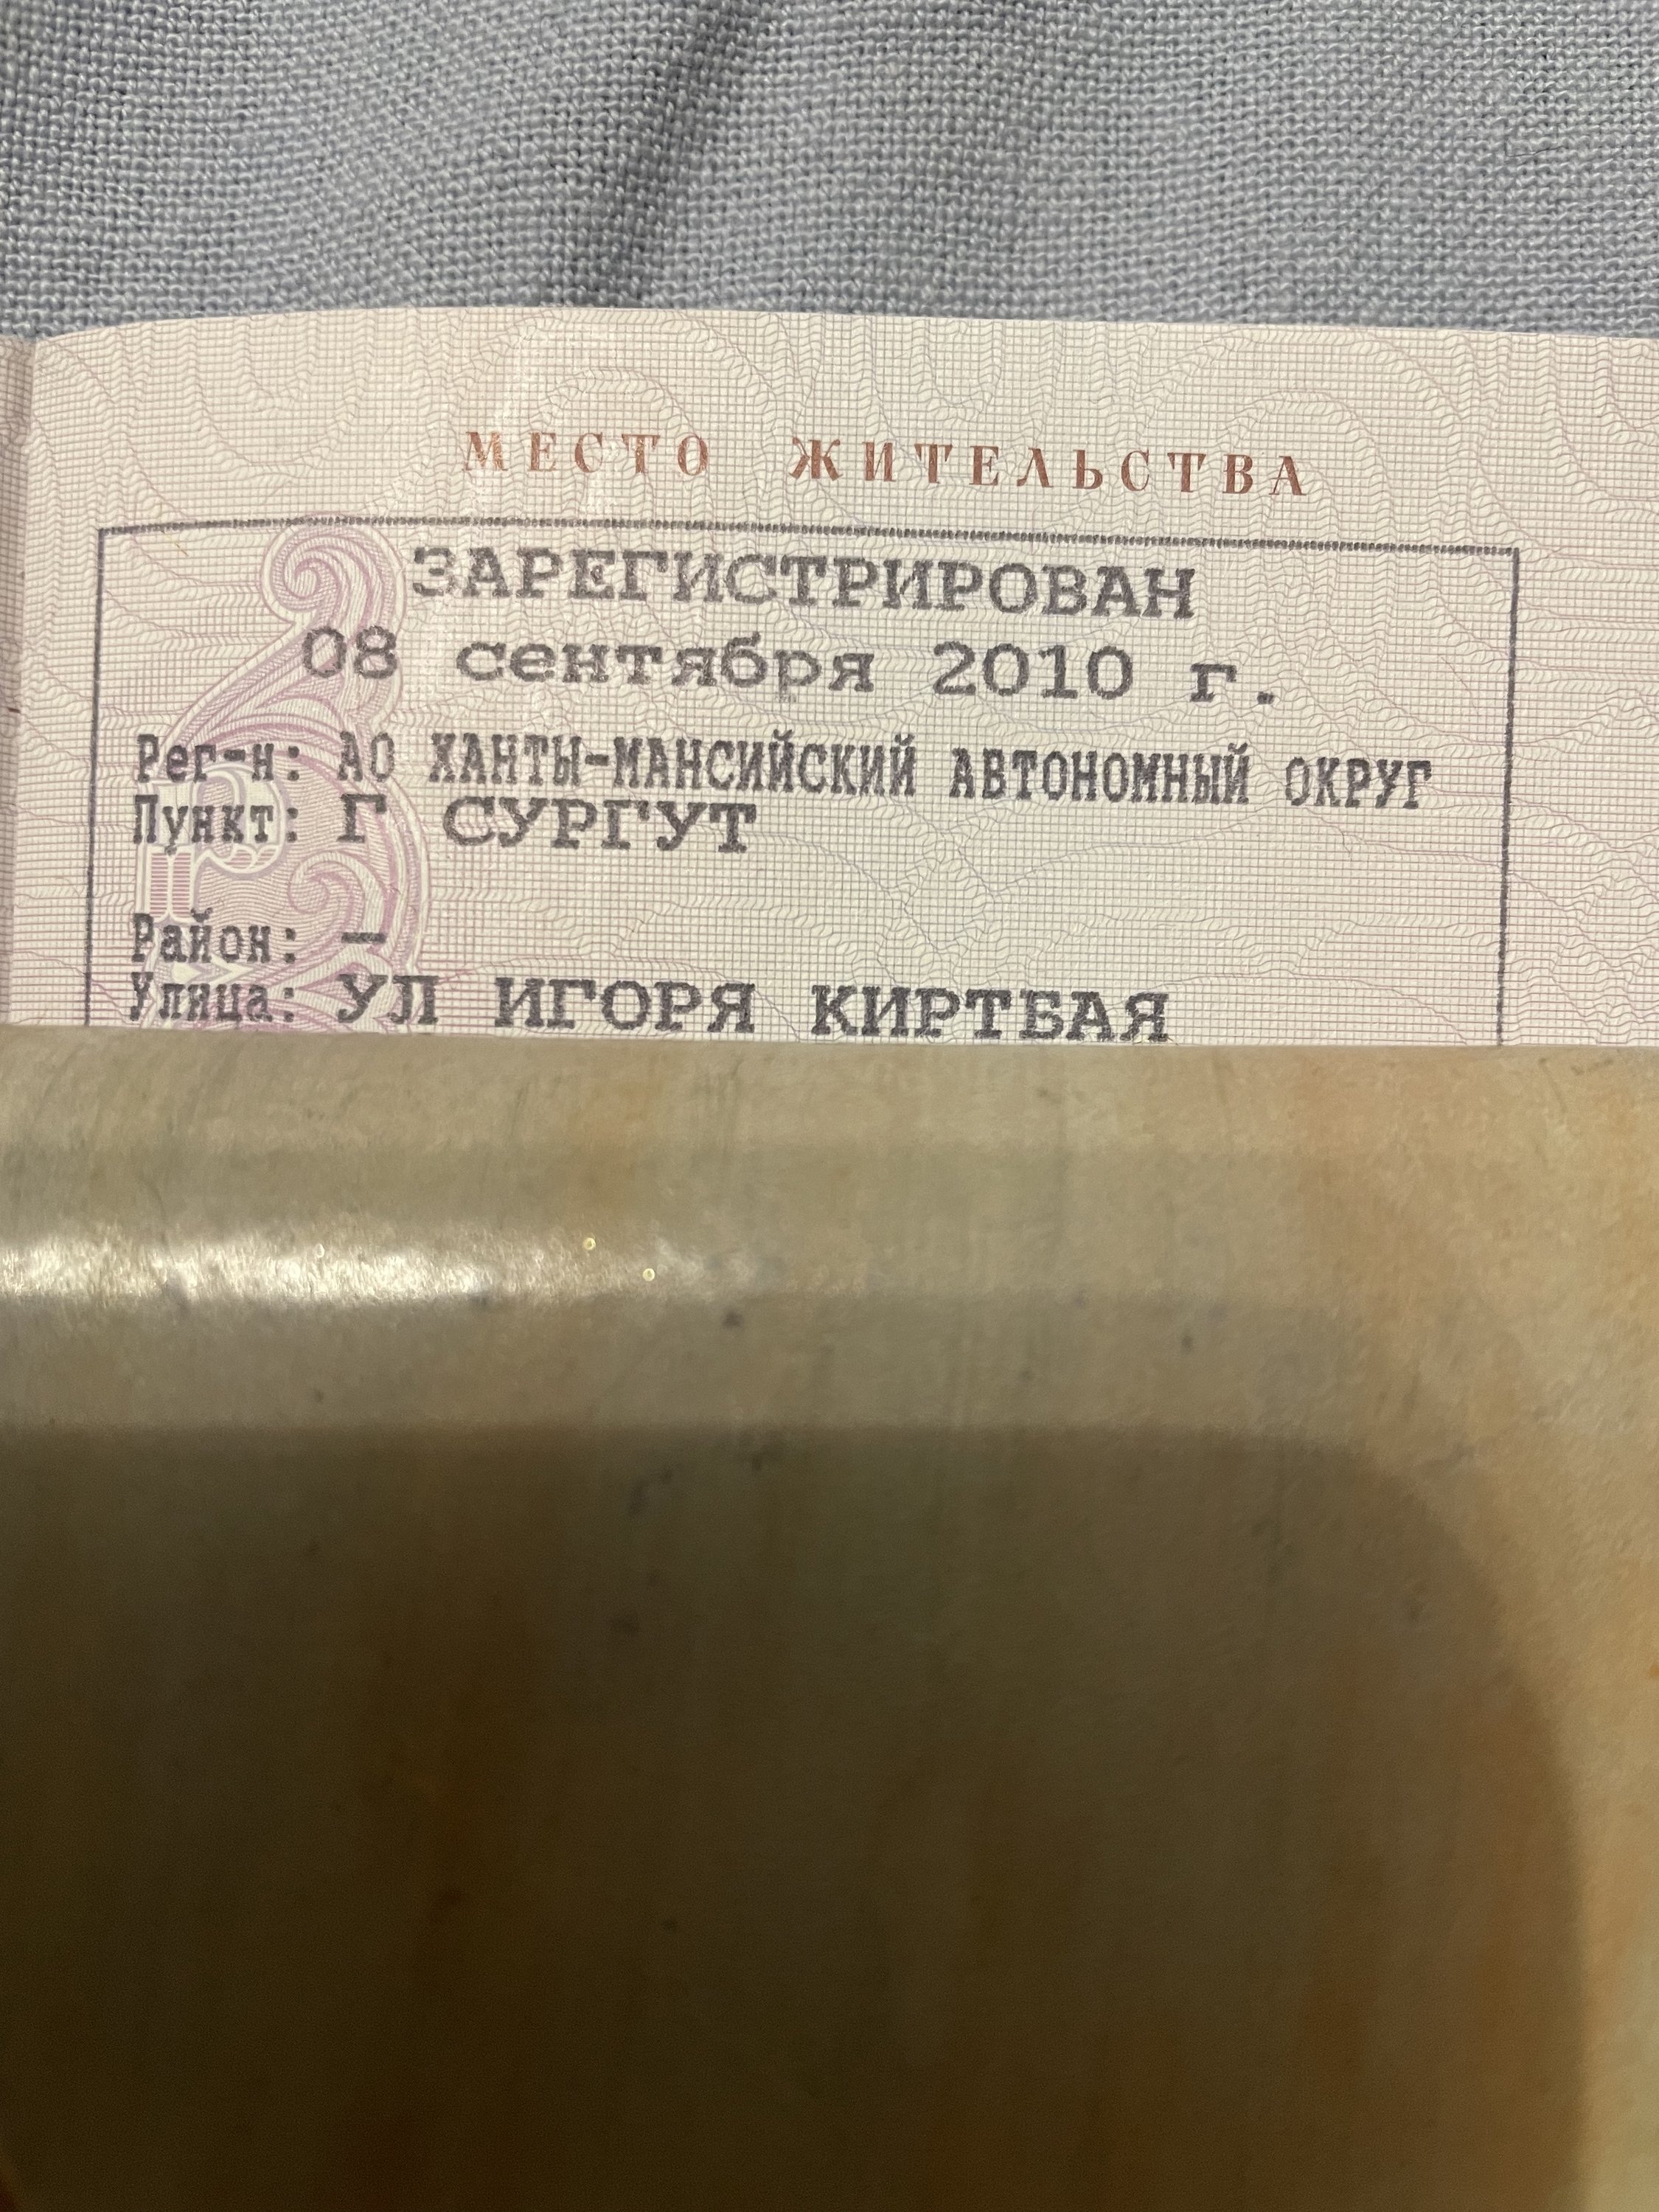 МЕСТО ЖИТЕЛЬСТВА
ЗАРЕГИСТРИРОВАН
08 сентября 2010 г.
Рег-н: АО ХАНТЫ-МАНСИЙСКИЙ АВТОНОМНЫЙ ОКРУГ
Пункт: Г СУРГУТ
Район: –
Улица: УЛ ИГОРЯ КИРТБАЯ